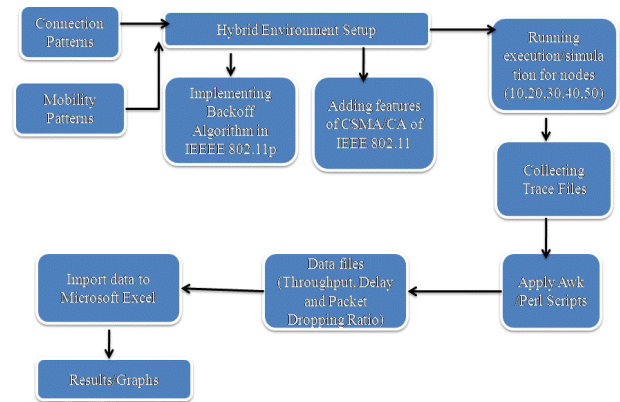 Connection
Patterns
Hybrid Environment Setup
Running
execution/simula
tion for nodes
(10.20.30.40.50)
Mobility
Patterns
Implementing
Backoff
Algorithm in
IEEEE 802.11p
Adding features
of CSMA/CA of
IEEE 802.11
Collecting
Trace Files
Import data to
Microsoft Excel
Data files
(Throughput, Delay
and Packet
Dropping Ratio)
Apply Awk
/Perl Scripts
Results/Graphs